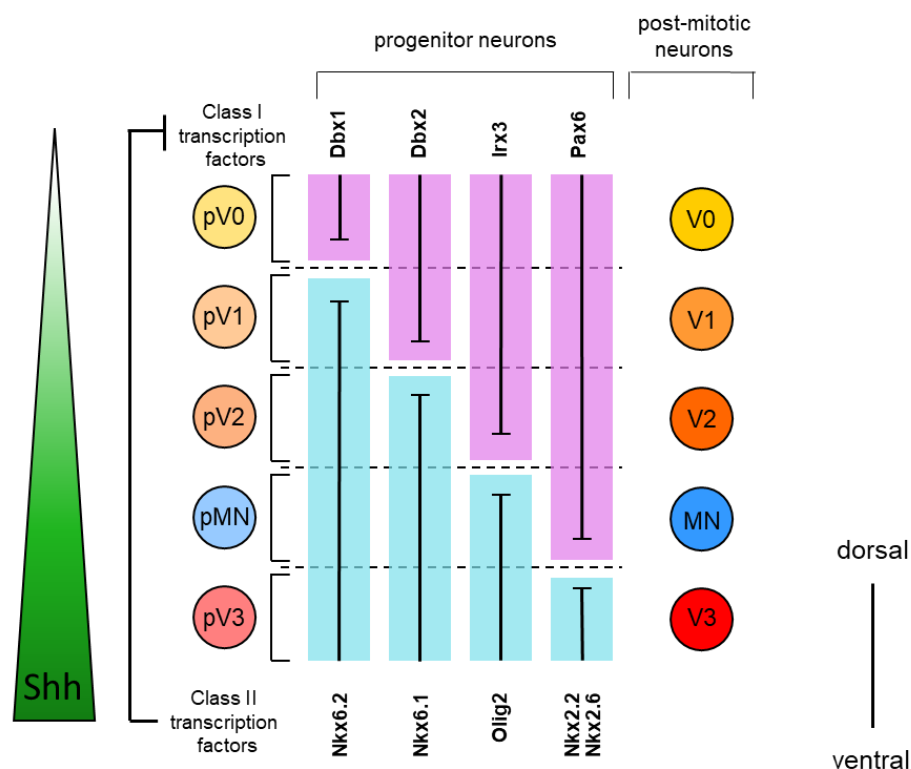 progenitor neurons
post-mitotic
neurons
Class I
transcription
factors
Dbx1
Dbx2
Irx3
Pax6
pV0
V0
pV1
V1
pV2
V2
pMN
MN
pV3
V3
dorsal
ventral
Shh
Class II
transcription
factors
Nkx6.2
Nkx6.1
Olig2
Nkx2.2
Nkx2.6